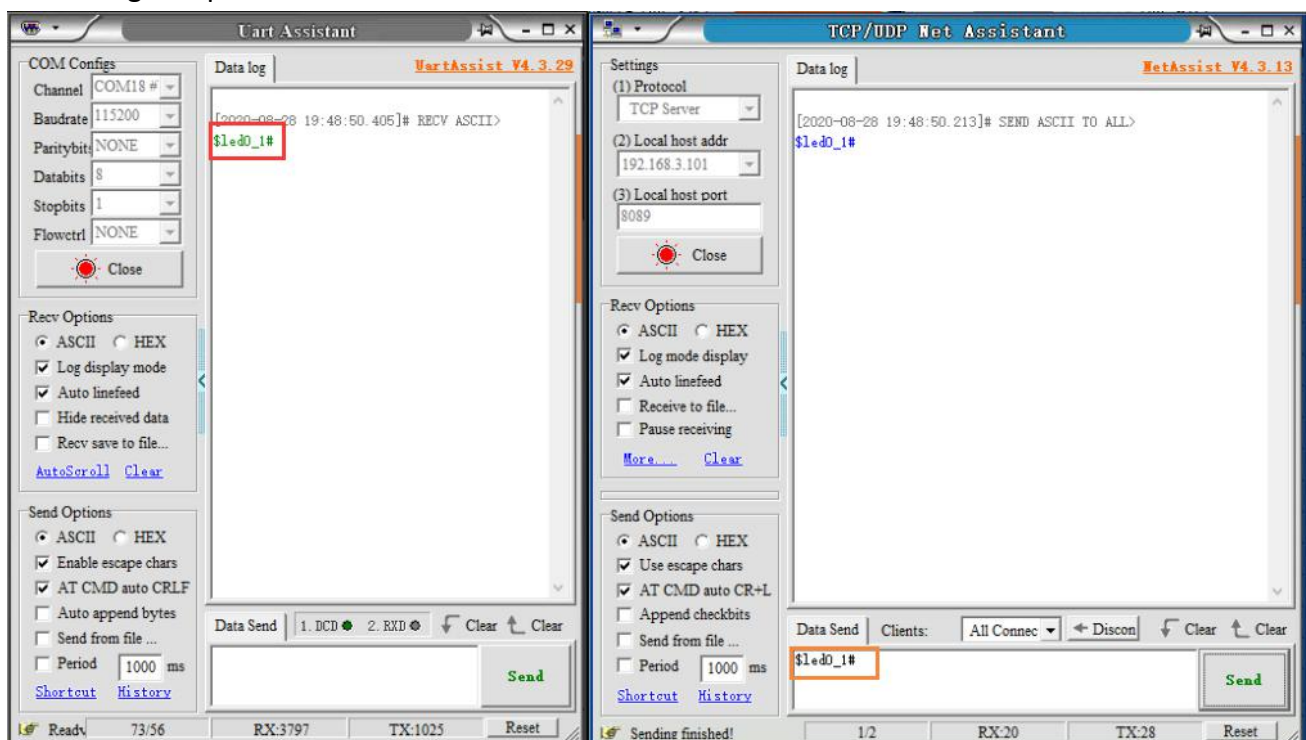 Uart Assistant
COM Configs
Channel COM18 #
Baudrate 115200
Paritybit: NONE
Databits 8
Stopbits 1
Flowctrl NONE
Close
Recv Options
ASCII HEX
Log display mode
Auto linefeed
Hide received data
Recv save to file...
AutoScroll Clear
Send Options
ASCII HEX
Enable escape chars
AT CMD auto CRLF
Auto append bytes
Send from file ...
Period 1000 ms
Shortcut History
Data log UartAssist V4.3.29
[2020-08-28 19:48:50.405]# RECV ASCII>
$led0_1#
Data Send 1. DCD 2. RXD Clear Clear
Send
Ready 73/56 RX:3797 TX:1025 Reset
TCP/UDP Net Assistant
Settings
(1) Protocol
TCP Server
(2) Local host addr
192.168.3.101
(3) Local host port
8089
Close
Recv Options
ASCII HEX
Log mode display
Auto linefeed
Receive to file...
Pause receiving
More... Clear
Send Options
ASCII HEX
Use escape chars
AT CMD auto CR+L
Append checkbits
Send from file ...
Period 1000 ms
Shortcut History
Data log NetAssist V4.3.13
[2020-08-28 19:48:50.213]# SEND ASCII TO ALL>
$led0_1#
Data Send Clients: All Connec Discon Clear Clear
$led0_1#
Send
Sending finished! 1/2 RX:20 TX:28 Reset